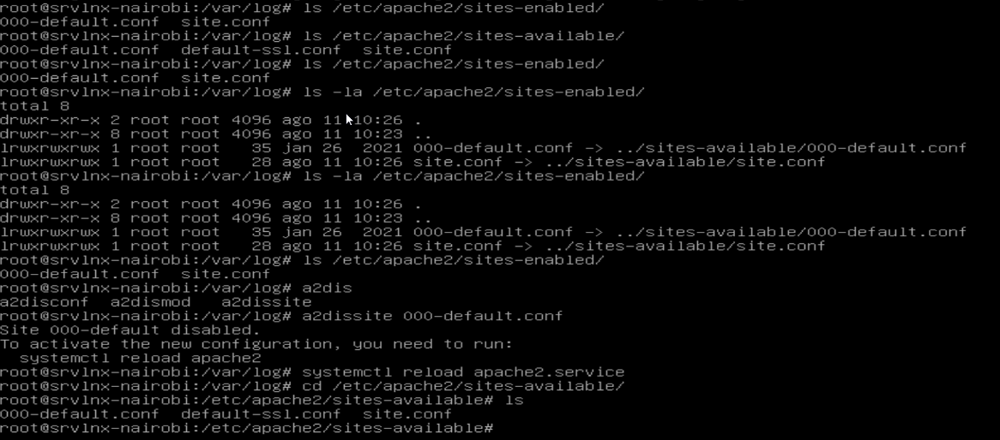 root@srvlnx-nairobi:/var/log# ls /etc/apache2/sites-enabled/
000-default.conf  site.conf
root@srvlnx-nairobi:/var/log# ls /etc/apache2/sites-available/
000-default.conf  default-ssl.conf  site.conf
root@srvlnx-nairobi:/var/log# ls /etc/apache2/sites-enabled/
000-default.conf  site.conf
root@srvlnx-nairobi:/var/log# ls -la /etc/apache2/sites-enabled/
total 8
drwxr-xr-x 2 root root 4096 ago 11 10:26 .
drwxr-xr-x 8 root root 4096 ago 11 10:23 ..
lrwxrwxrwx 1 root root   35 jan 26  2021 000-default.conf -> ../sites-available/000-default.conf
lrwxrwxrwx 1 root root   28 ago 11 10:26 site.conf -> ../sites-available/site.conf
root@srvlnx-nairobi:/var/log# ls -la /etc/apache2/sites-enabled/
total 8
drwxr-xr-x 2 root root 4096 ago 11 10:26 .
drwxr-xr-x 8 root root 4096 ago 11 10:23 ..
lrwxrwxrwx 1 root root   35 jan 26  2021 000-default.conf -> ../sites-available/000-default.conf
lrwxrwxrwx 1 root root   28 ago 11 10:26 site.conf -> ../sites-available/site.conf
root@srvlnx-nairobi:/var/log# ls /etc/apache2/sites-enabled/
000-default.conf  site.conf
root@srvlnx-nairobi:/var/log# a2dis
a2disconf  a2dismod   a2dissite
root@srvlnx-nairobi:/var/log# a2dissite 000-default.conf
Site 000-default disabled.
To activate the new configuration, you need to run:
  systemctl reload apache2
root@srvlnx-nairobi:/var/log# systemctl reload apache2.service
root@srvlnx-nairobi:/var/log# cd /etc/apache2/sites-available/
root@srvlnx-nairobi:/etc/apache2/sites-available# ls
000-default.conf  default-ssl.conf  site.conf
root@srvlnx-nairobi:/etc/apache2/sites-available#